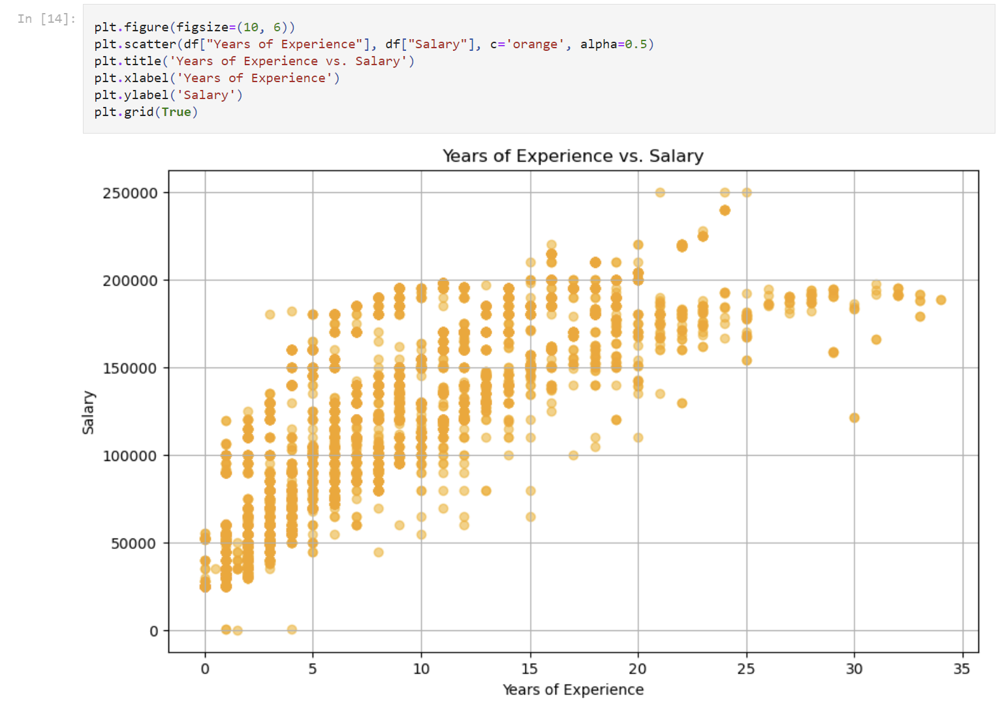 In [14]:
plt.figure(figsize=(10, 6))
plt.scatter(df["Years of Experience"], df["Salary"], c='orange', alpha=0.5)
plt.title('Years of Experience vs. Salary')
plt.xlabel('Years of Experience')
plt.ylabel('Salary')
plt.grid(True)
Years of Experience vs. Salary
250000
200000
150000
100000
50000
0
Salary
0 5 10 15 20 25 30 35
Years of Experience